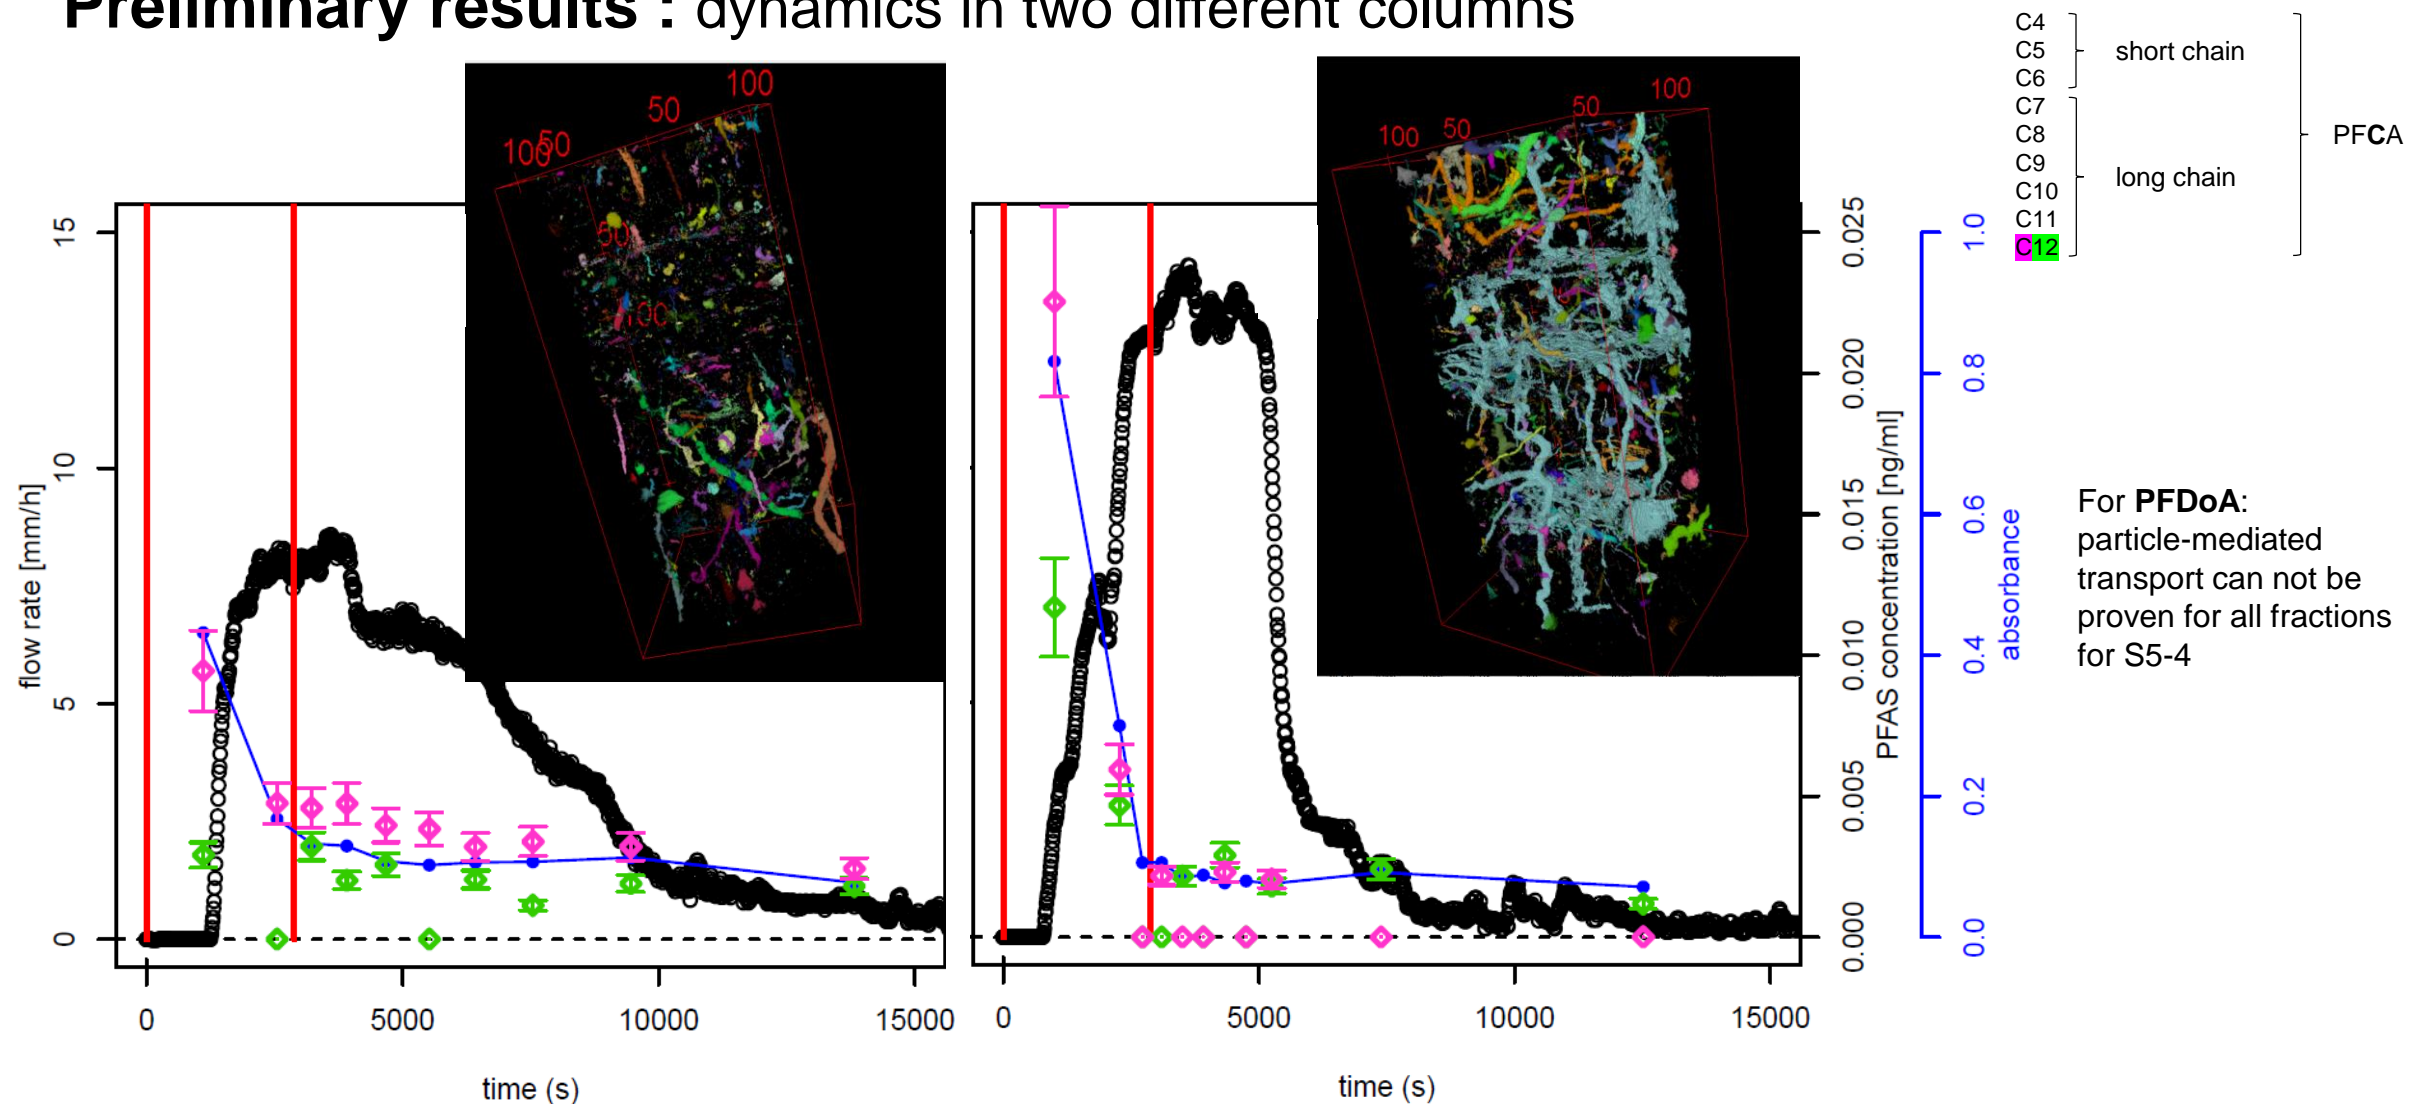 Preliminary results : dynamics in two different columns
C4
C5
C6
short chain
C7
C8
C9
C10
C11
C12
long chain
PFCA
100
50
100
50
50
100
100
50
50
100
15
10
5
0
flow rate [mm/h]
0
5000
10000
15000
time (s)
0
5000
10000
15000
time (s)
0.025
0.020
0.015
0.010
0.005
0.000
PFAS concentration [ng/ml]
1.0
0.8
0.6
0.4
0.2
0.0
absorbance
For PFDoA:
particle-mediated
transport can not be
proven for all fractions
for S5-4